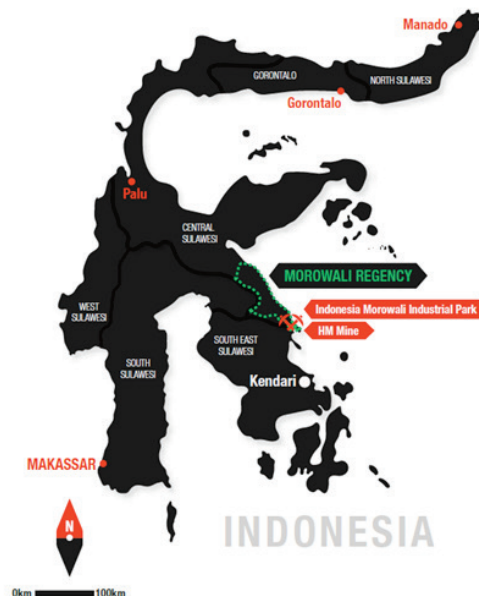 Manado
GORONTALO
NORTH SULAWESI
Gorontalo
Palu
CENTRAL
SULAWESI
MOROWALI REGENCY
WEST
SULAWESI
Indonesia Morowali Industrial Park
HM Mine
SOUTH EAST
SULAWESI
SOUTH
SULAWESI
Kendari
MAKASSAR
N
INDONESIA
0km
100km